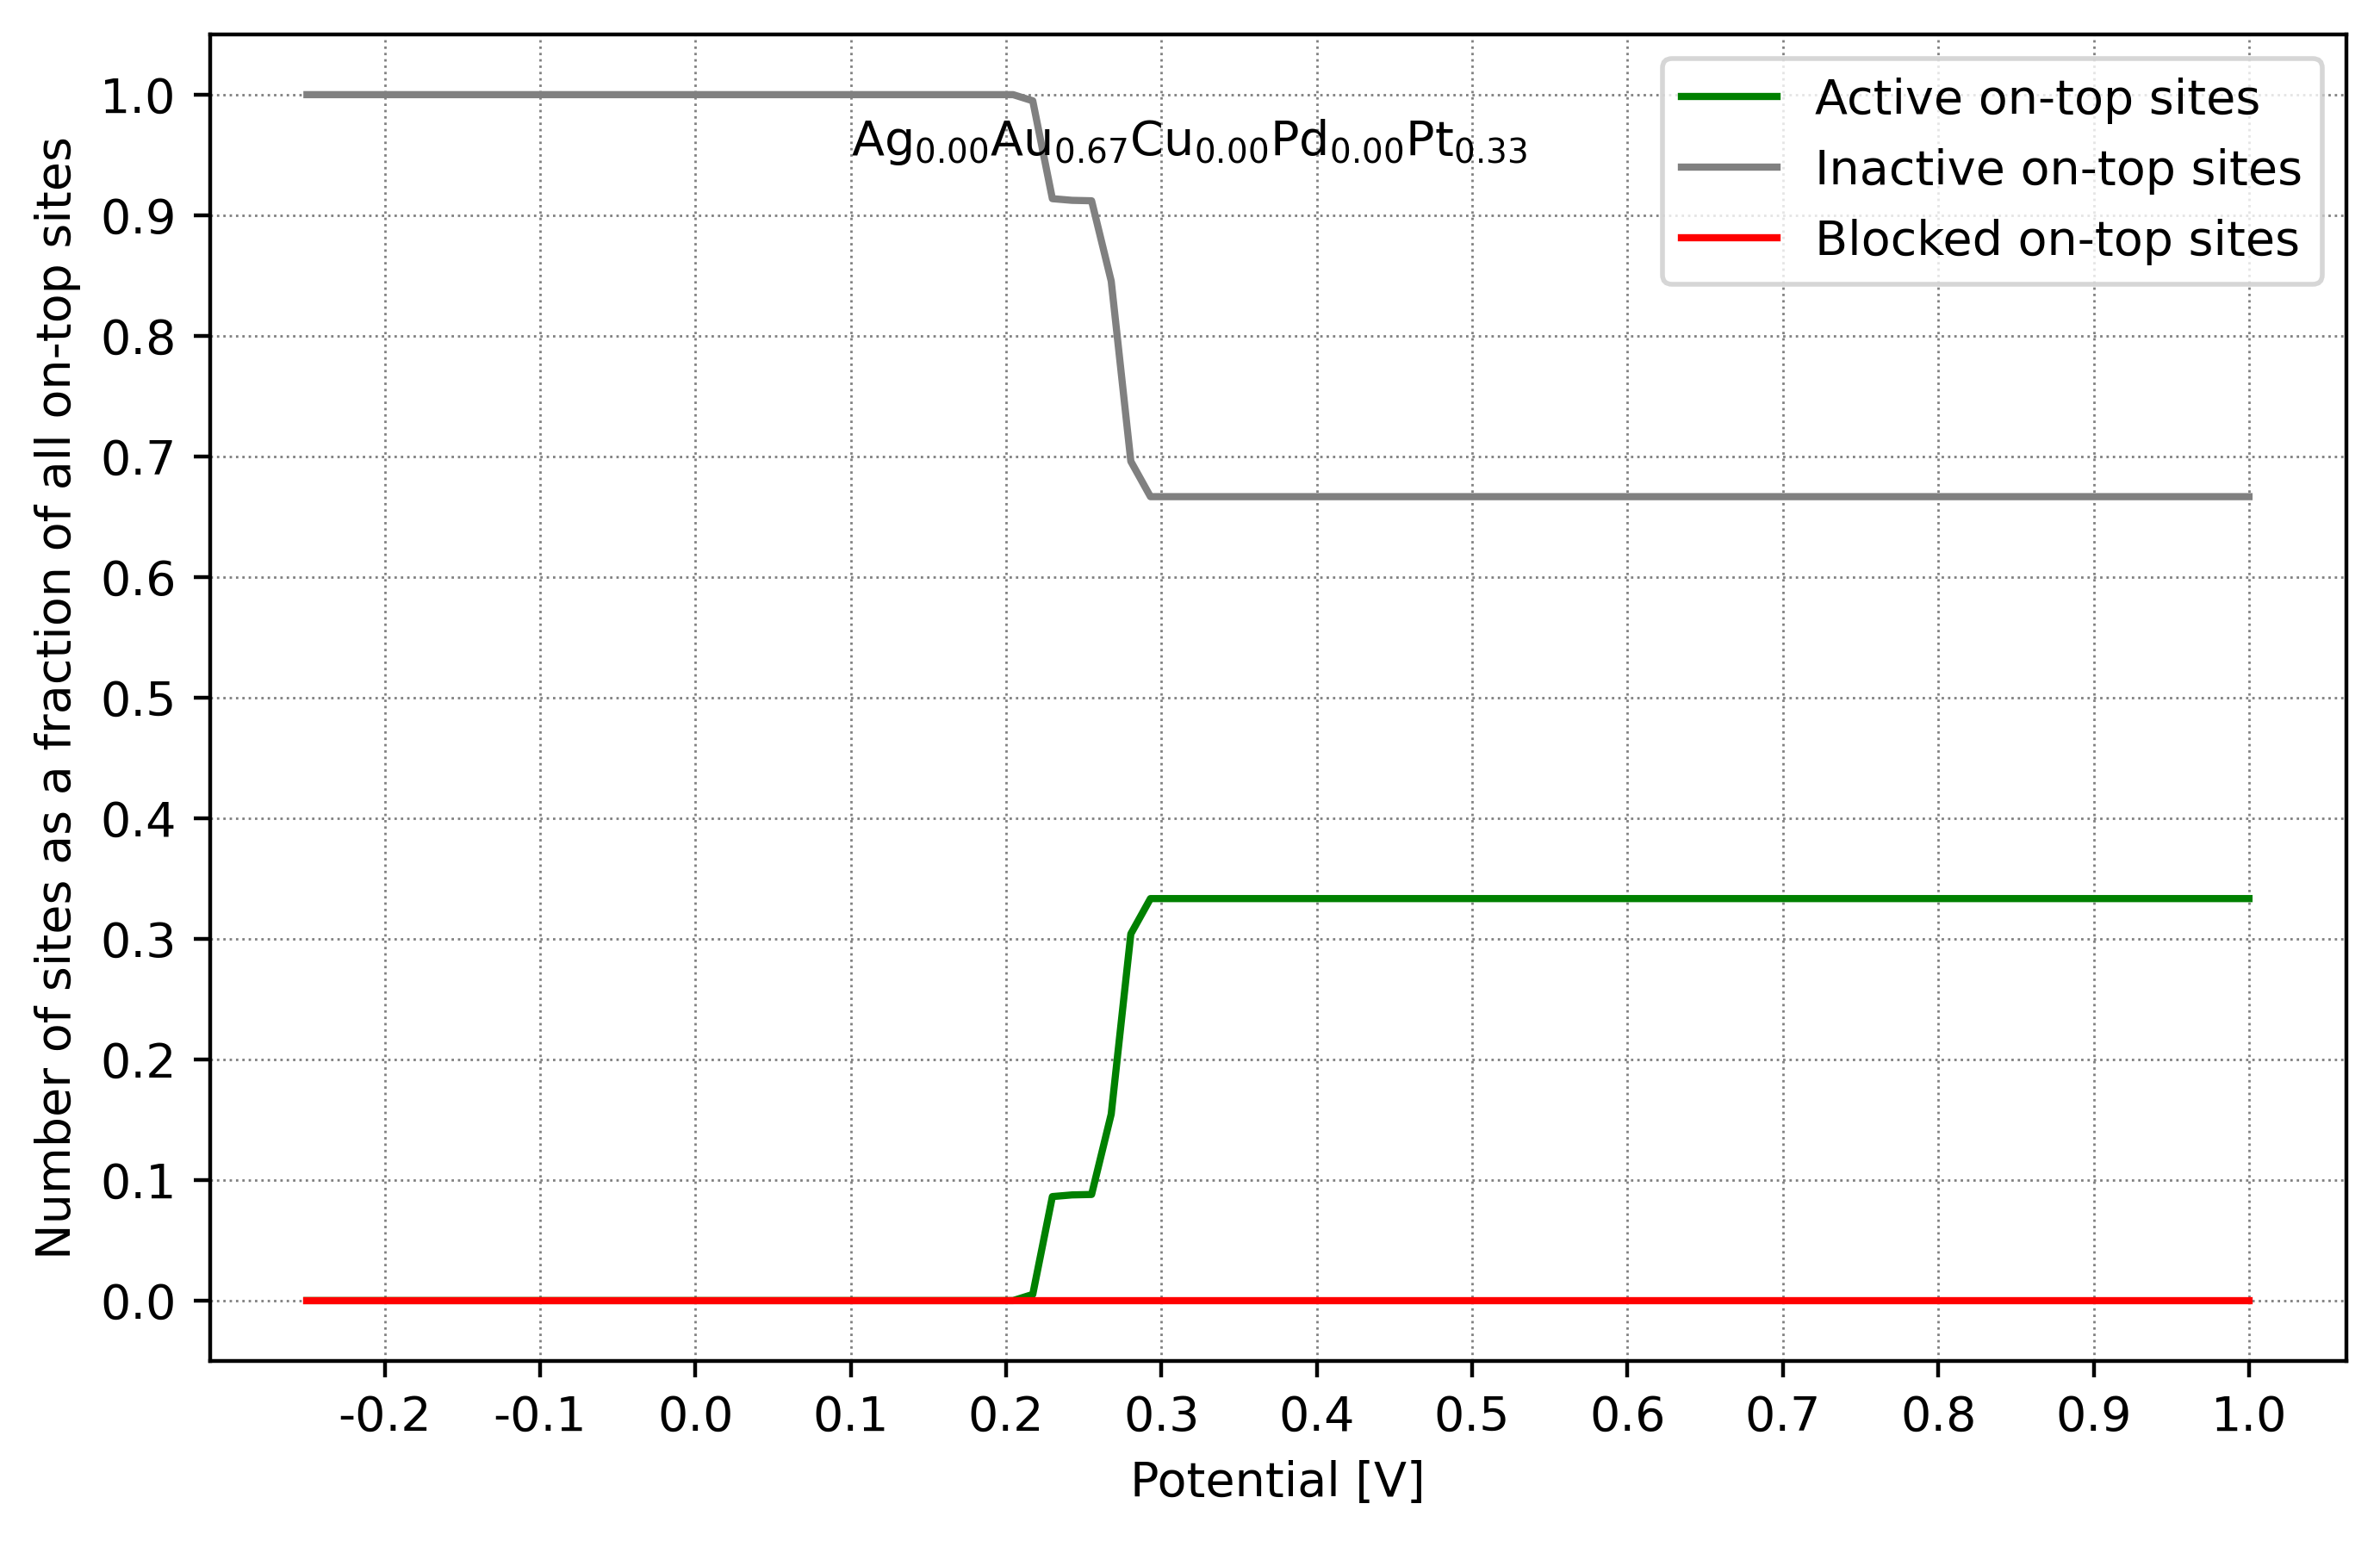 Number of sites as a fraction of all on-top sites
1.0
0.9
0.8
0.7
0.6
0.5
0.4
0.3
0.2
0.1
0.0
Ag0.00Au0.67Cu0.00Pd0.00Pt0.33
Active on-top sites
Inactive on-top sites
Blocked on-top sites
-0.2 -0.1 0.0 0.1 0.2 0.3 0.4 0.5 0.6 0.7 0.8 0.9 1.0
Potential [V]